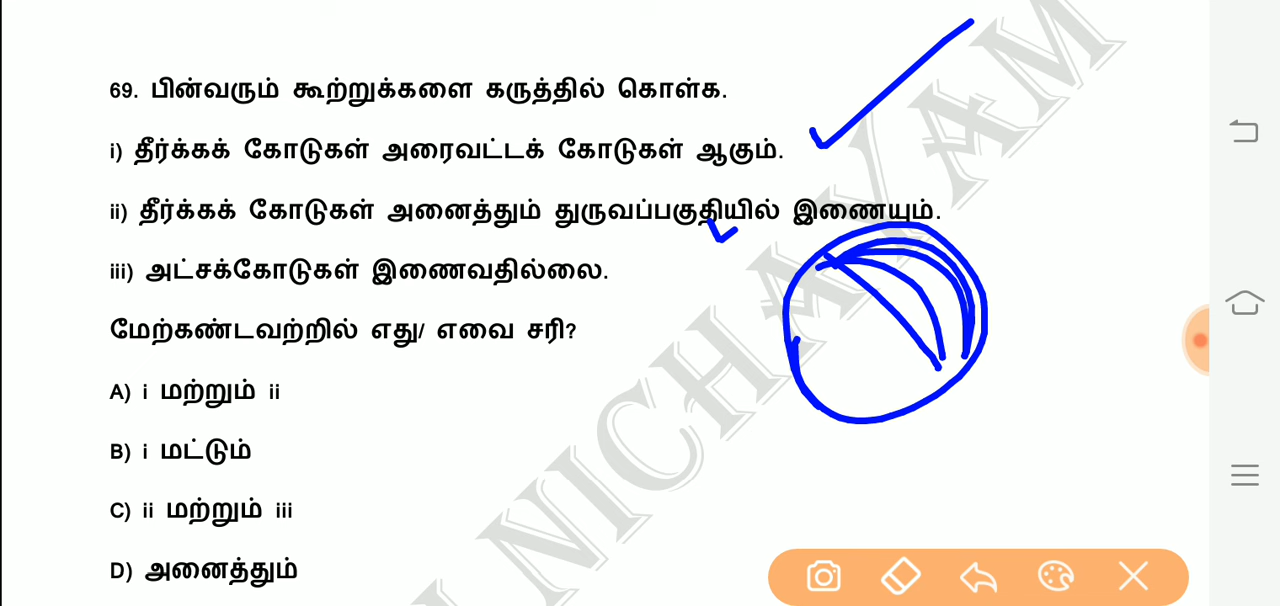 69. பின்வரும் கூற்றுக்களை கருத்தில் கொள்க.
i) தீர்க்கக் கோடுகள் அரைவட்டக் கோடுகள் ஆகும்.
ii) தீர்க்கக் கோடுகள் அனைத்தும் துருவப்பகுதியில் இணையும்.
iii) அட்சக்கோடுகள் இணைவதில்லை.
மேற்கண்டவற்றில் எது/ எவை சரி?
A) i மற்றும் ii
B) i மட்டும்
C) ii மற்றும் iii
D) அனைத்தும்
NICHAYAM